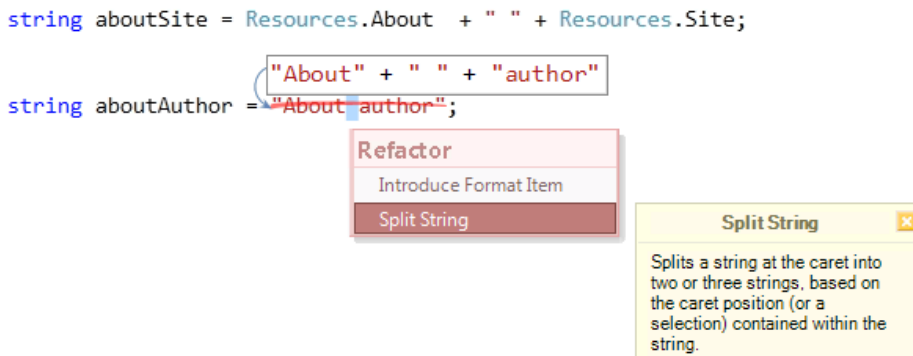 string aboutSite = Resources.About  + " " + Resources.Site;
"About" + " " + "author"
string aboutAuthor = "About author";
Refactor
Introduce Format Item
Split String
Split String
Splits a string at the caret into
two or three strings, based on
the caret position (or a
selection) contained within the
string.